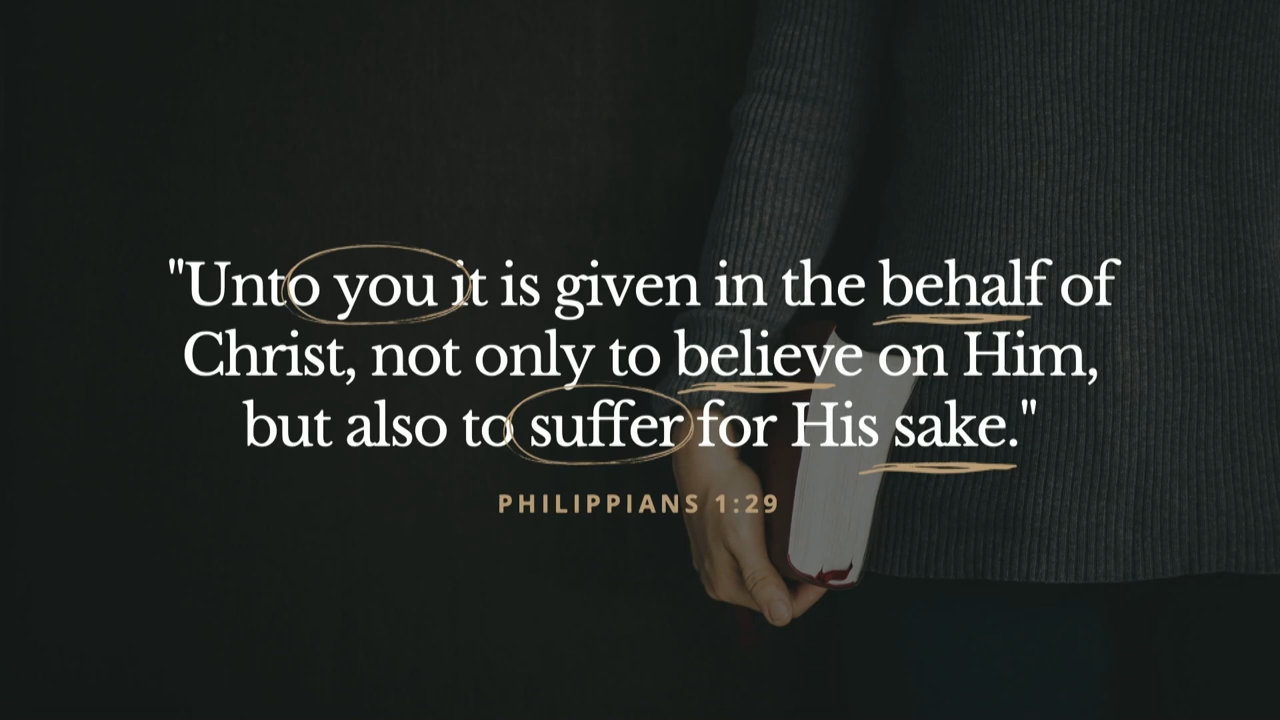 "Unto you it is given in the behalf of
Christ, not only to believe on Him,
but also to suffer for His sake."
PHILIPPIANS 1:29